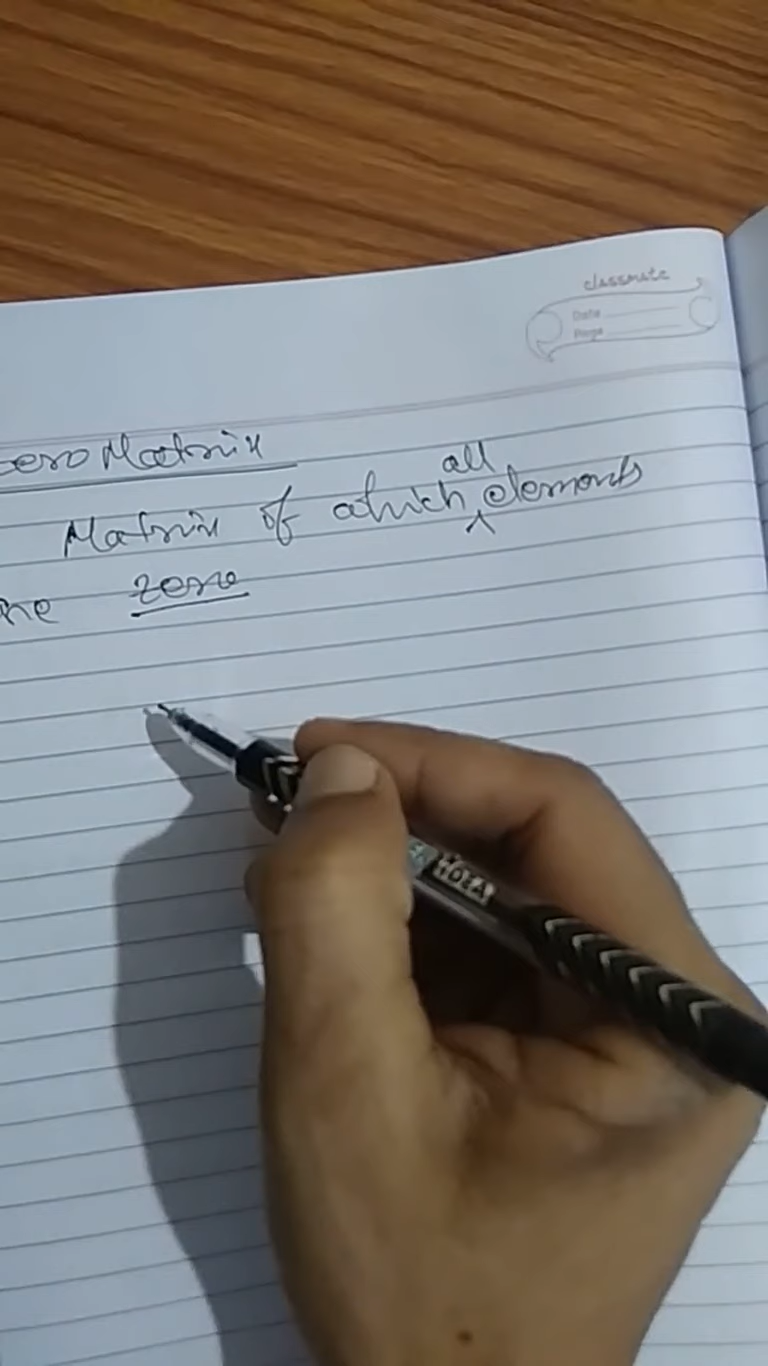 classmate
Date
Page
zero Matrix
all
Matrix of which ^ elements
are zero